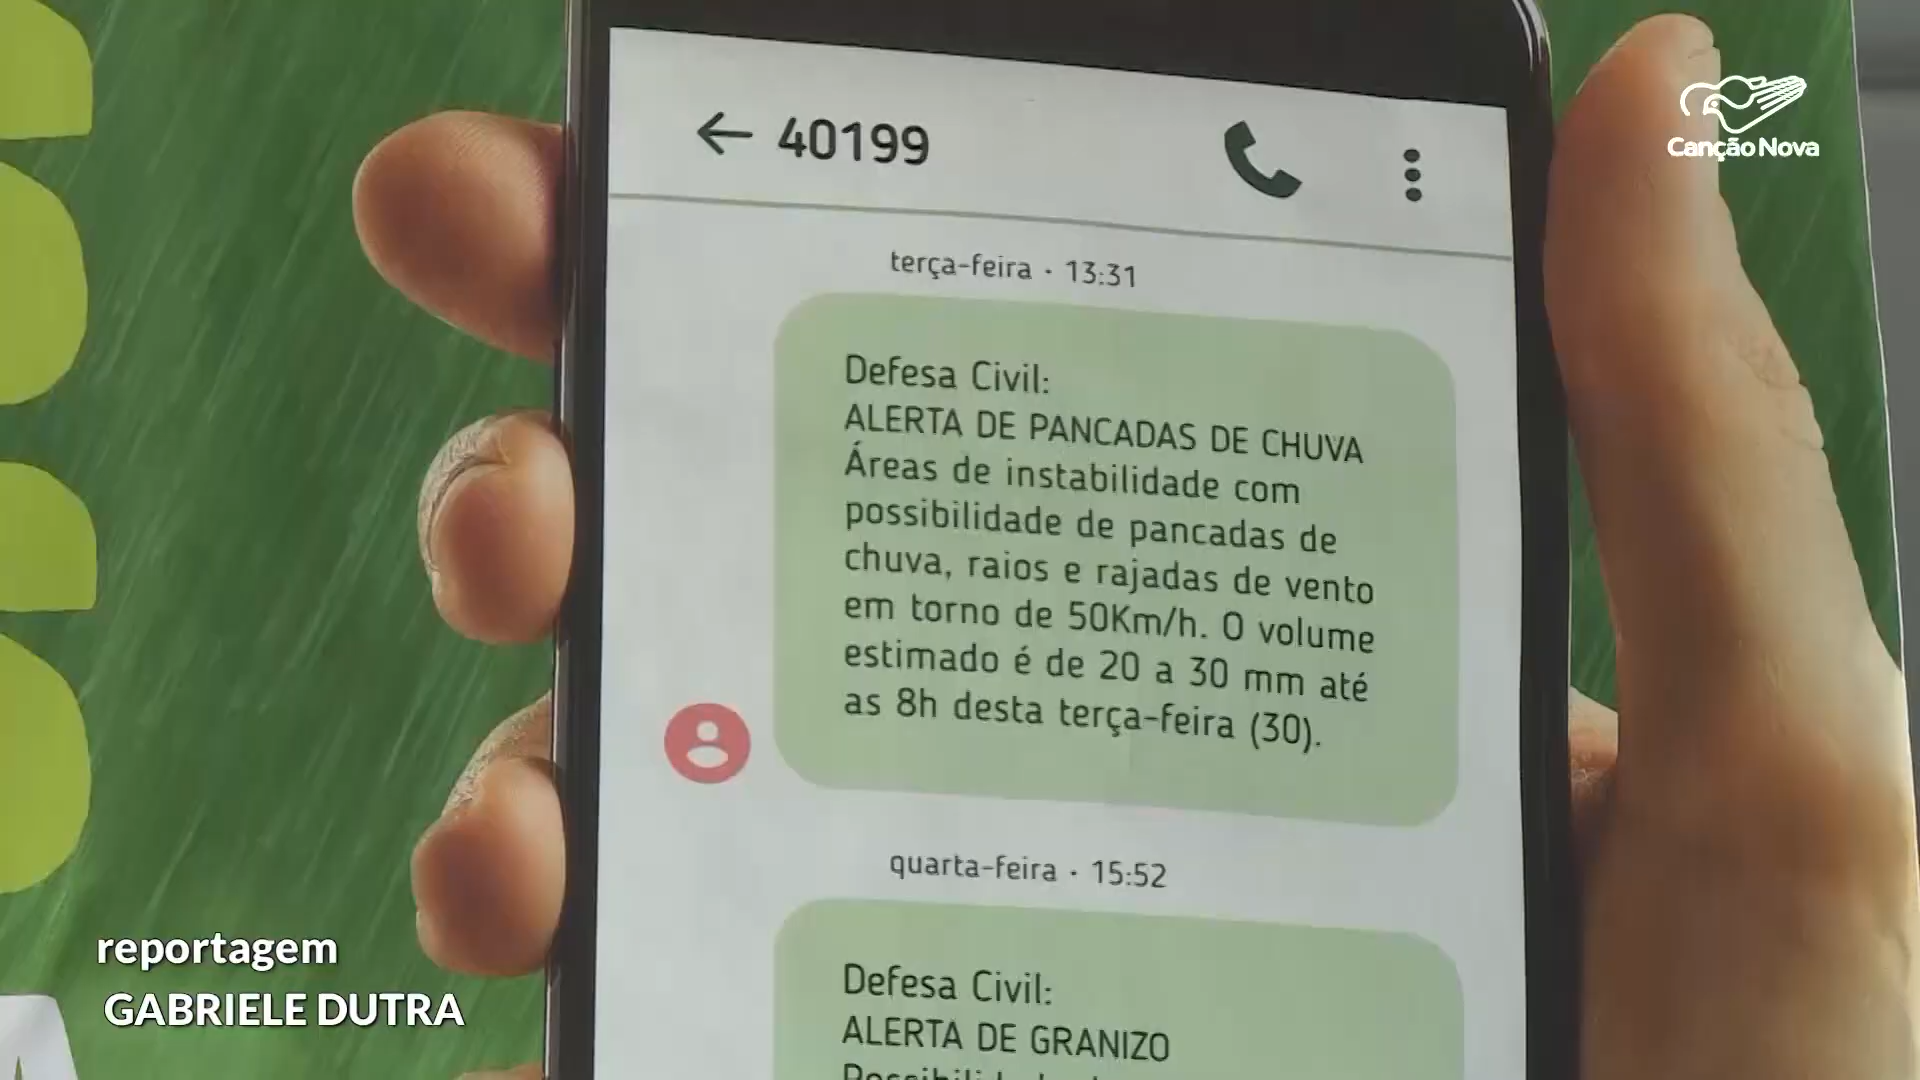 40199
Canção Nova
terça-feira · 13:31
Defesa Civil:
ALERTA DE PANCADAS DE CHUVA
Áreas de instabilidade com
possibilidade de pancadas de
chuva, raios e rajadas de vento
em torno de 50Km/h. O volume
estimado é de 20 a 30 mm até
as 8h desta terça-feira (30).
quarta-feira · 15:52
Defesa Civil:
ALERTA DE GRANIZO
reportagem
GABRIELE DUTRA